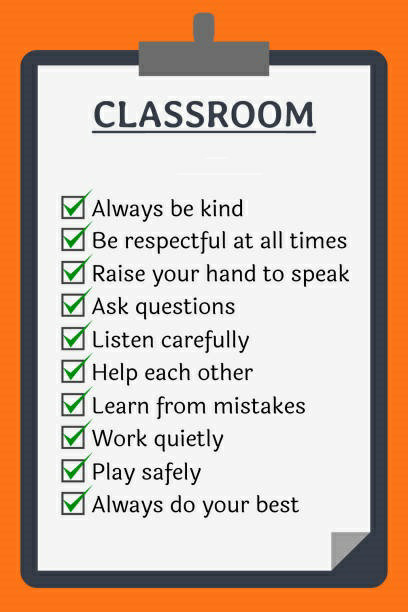 CLASSROOM
Always be kind
Be respectful at all times
Raise your hand to speak
Ask questions
Listen carefully
Help each other
Learn from mistakes
Work quietly
Play safely
Always do your best